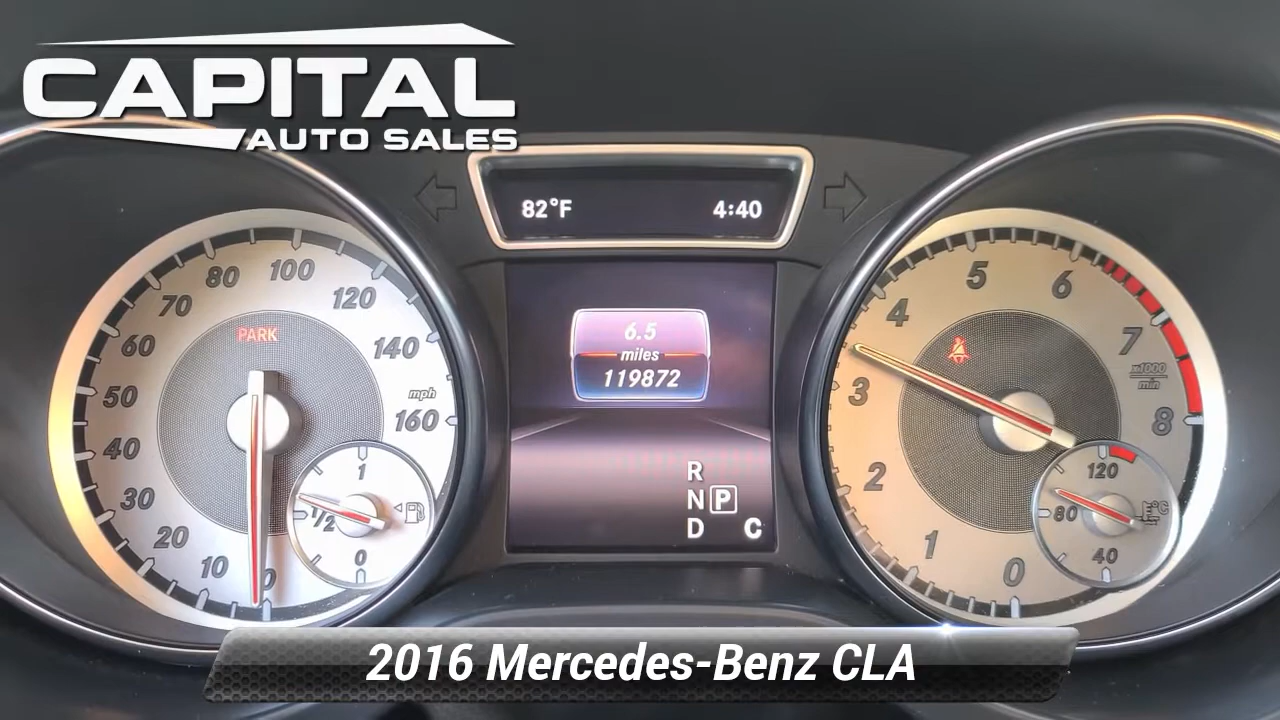 CAPITAL
AUTO SALES
82°F 4:40
6.5
miles
119872
R
N P
D C
PARK
0 10 20 30 40 50 60 70 80 100 120 140 160
mph
1
1/2
0
0 1 2 3 4 5 6 7 8
x1000
min
120
80 °C
40
2016 Mercedes-Benz CLA